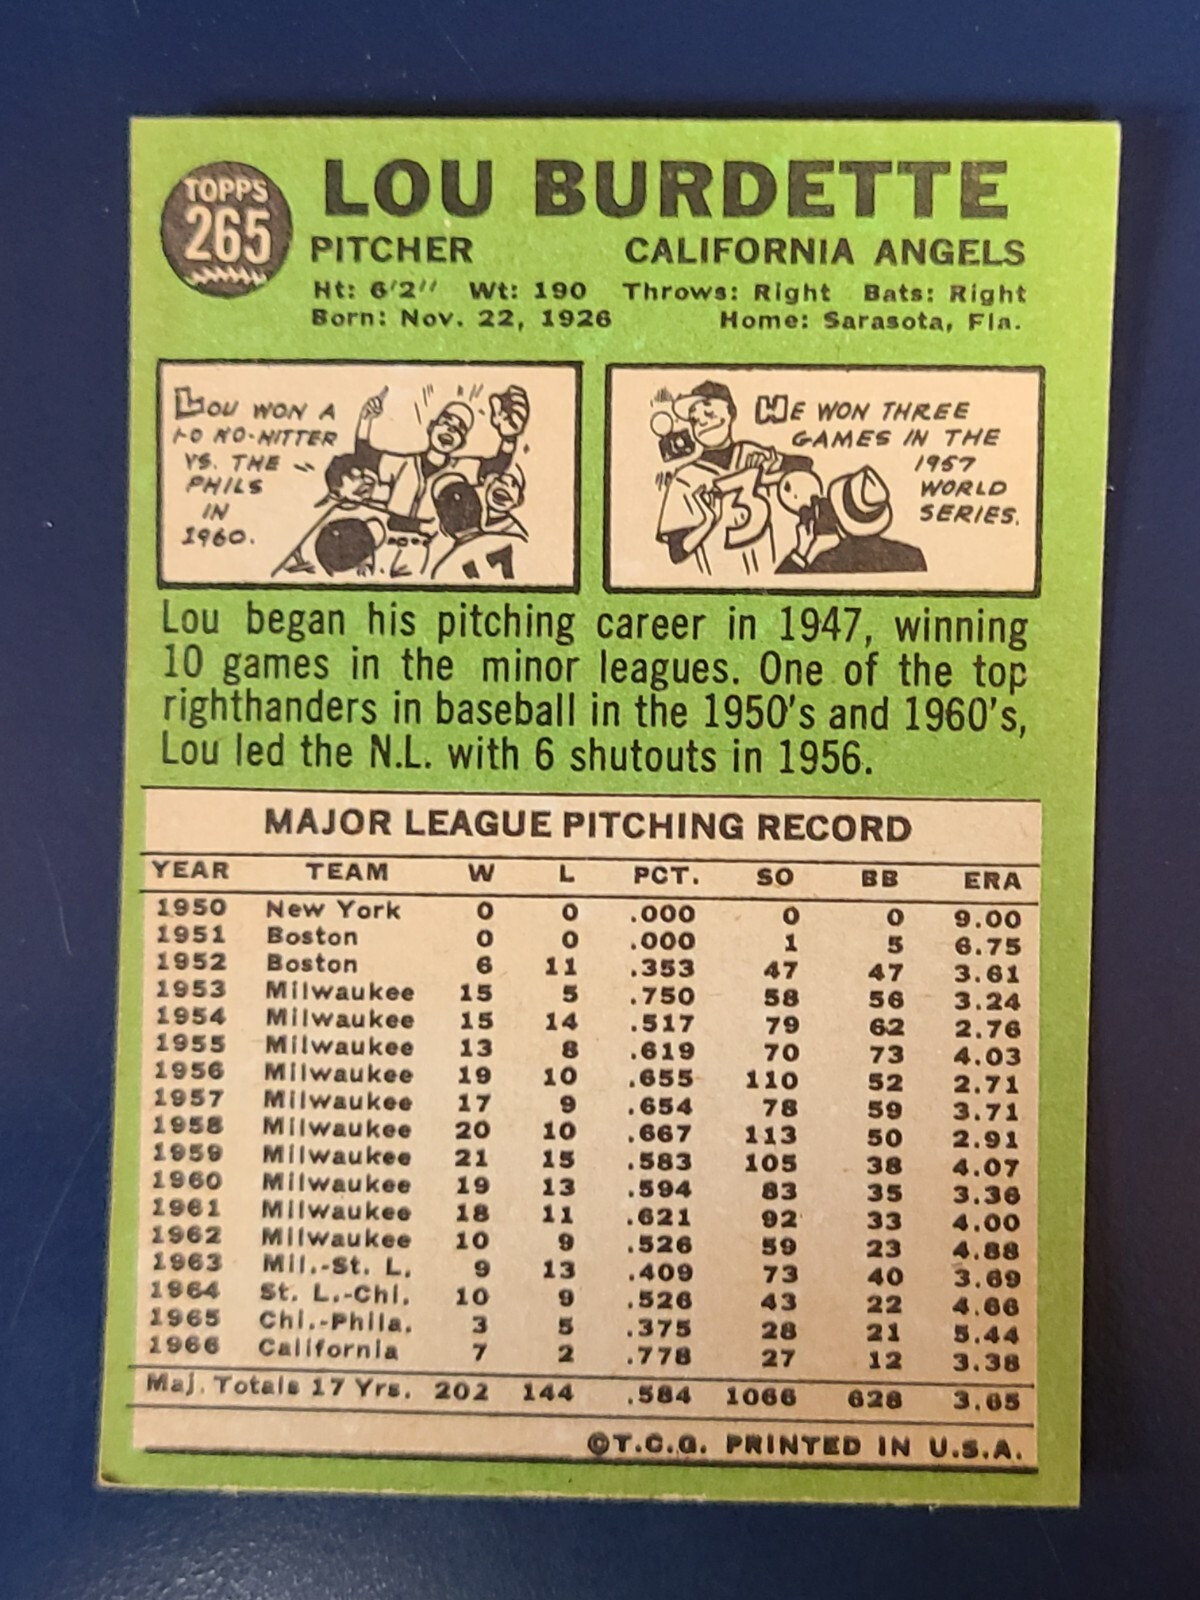 TOPPS
265
LOU BURDETTE
PITCHER CALIFORNIA ANGELS
Ht: 6'2" Wt: 190 Throws: Right Bats: Right
Born: Nov. 22, 1926 Home: Sarasota, Fla.
LOU WON A
1-0 NO-HITTER
VS. THE
PHILS
IN
1960.
HE WON THREE
GAMES IN THE
1957
WORLD
SERIES.
3
Lou began his pitching career in 1947, winning
10 games in the minor leagues. One of the top
righthanders in baseball in the 1950's and 1960's,
Lou led the N.L. with 6 shutouts in 1956.
MAJOR LEAGUE PITCHING RECORD
YEAR TEAM W L PCT. SO BB ERA
1950 New York 0 0 .000 0 0 9.00
1951 Boston 0 0 .000 1 5 6.75
1952 Boston 6 11 .353 47 47 3.61
1953 Milwaukee 15 5 .750 58 56 3.24
1954 Milwaukee 15 14 .517 79 62 2.76
1955 Milwaukee 13 8 .619 70 73 4.03
1956 Milwaukee 19 10 .655 110 52 2.71
1957 Milwaukee 17 9 .654 78 59 3.71
1958 Milwaukee 20 10 .667 113 50 2.91
1959 Milwaukee 21 15 .583 105 38 4.07
1960 Milwaukee 19 13 .594 83 35 3.36
1961 Milwaukee 18 11 .621 92 33 4.00
1962 Milwaukee 10 9 .526 59 23 4.88
1963 Mil.-St. L. 9 13 .409 73 40 3.69
1964 St. L.-Chi. 10 9 .526 43 22 4.66
1965 Chi.-Phila. 3 5 .375 28 21 5.44
1966 California 7 2 .778 27 12 3.38
Maj. Totals 17 Yrs. 202 144 .584 1066 628 3.65
©T.C.G. PRINTED IN U.S.A.